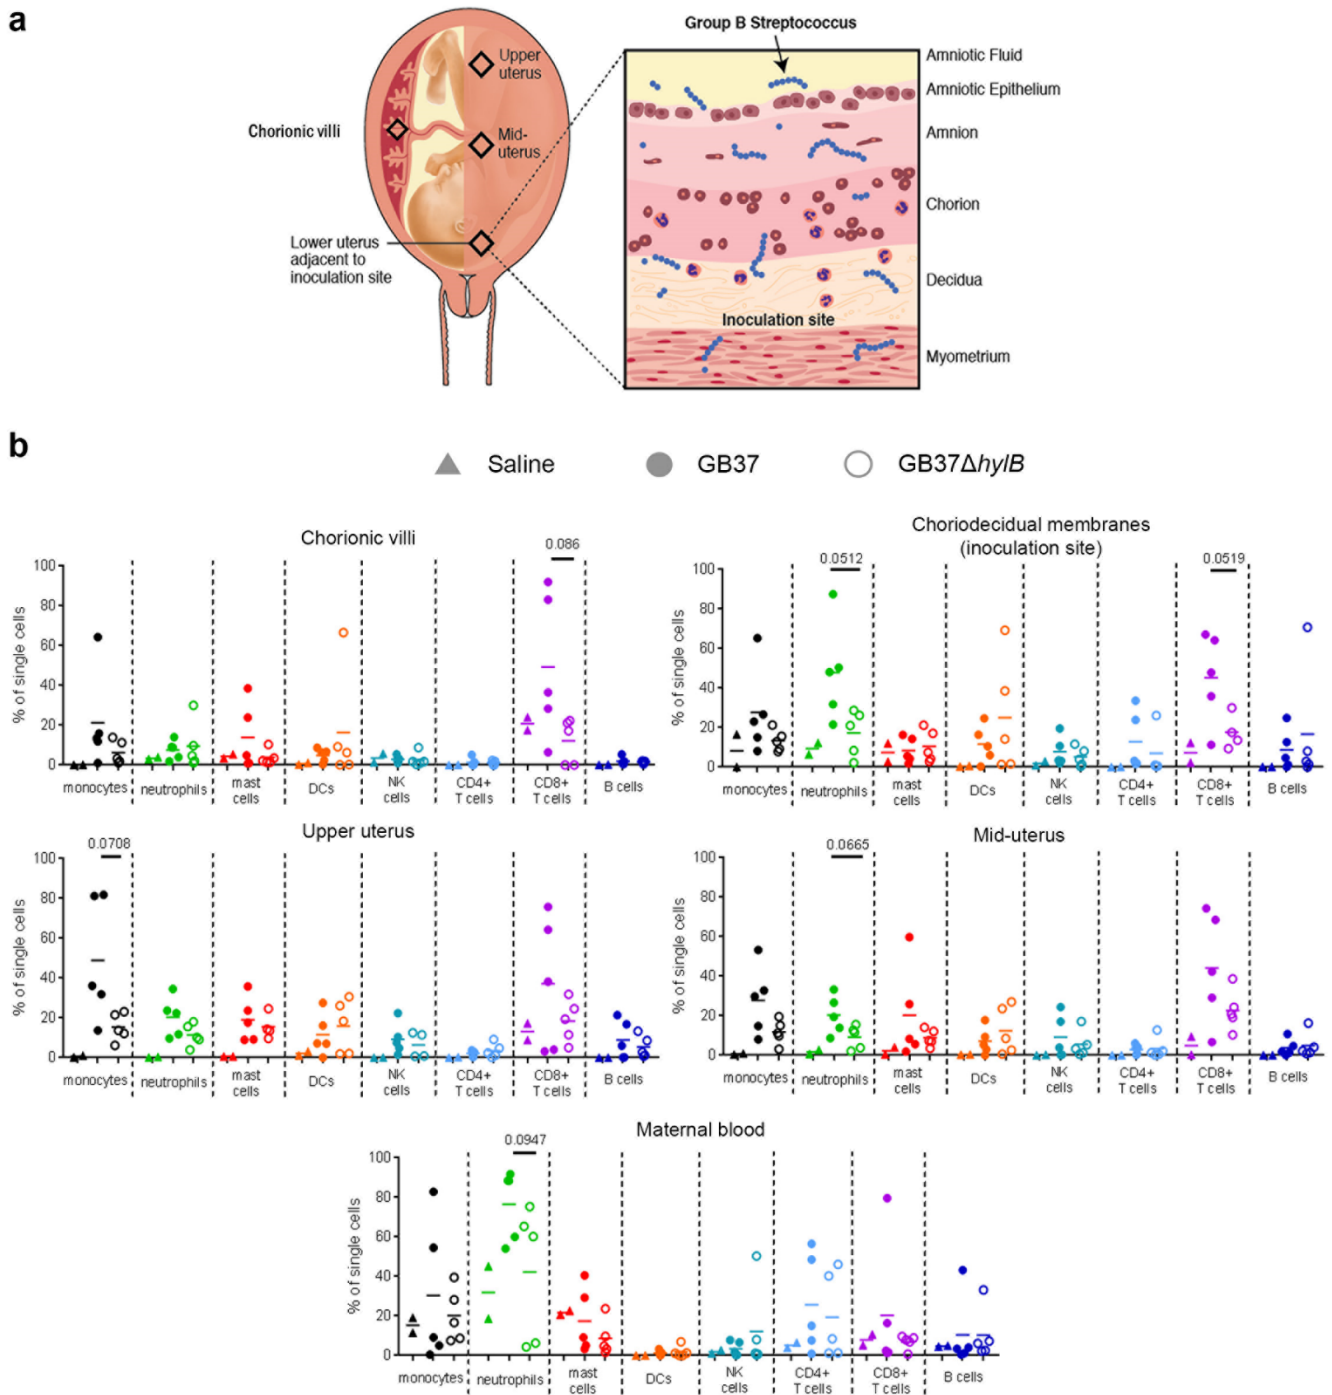 a
Group B Streptococcus
Upper
uterus
Chorionic villi
Mid-
uterus
Lower uterus
adjacent to
inoculation site
Amniotic Fluid
Amniotic Epithelium
Amnion
Chorion
Decidua
Inoculation site
Myometrium
b
Saline GB37 GB37ΔhylB
Chorionic villi
0.086
% of single cells
100
80
60
40
20
0
monocytes neutrophils mast cells DCs NK cells CD4+ T cells CD8+ T cells B cells
Choriodecidual membranes
(inoculation site)
0.0512 0.0519
% of single cells
100
80
60
40
20
0
monocytes neutrophils mast cells DCs NK cells CD4+ T cells CD8+ T cells B cells
Upper uterus
0.0708
% of single cells
100
80
60
40
20
0
monocytes neutrophils mast cells DCs NK cells CD4+ T cells CD8+ T cells B cells
Mid-uterus
0.0665
% of single cells
100
80
60
40
20
0
monocytes neutrophils mast cells DCs NK cells CD4+ T cells CD8+ T cells B cells
Maternal blood
0.0947
% of single cells
100
80
60
40
20
0
monocytes neutrophils mast cells DCs NK cells CD4+ T cells CD8+ T cells B cells